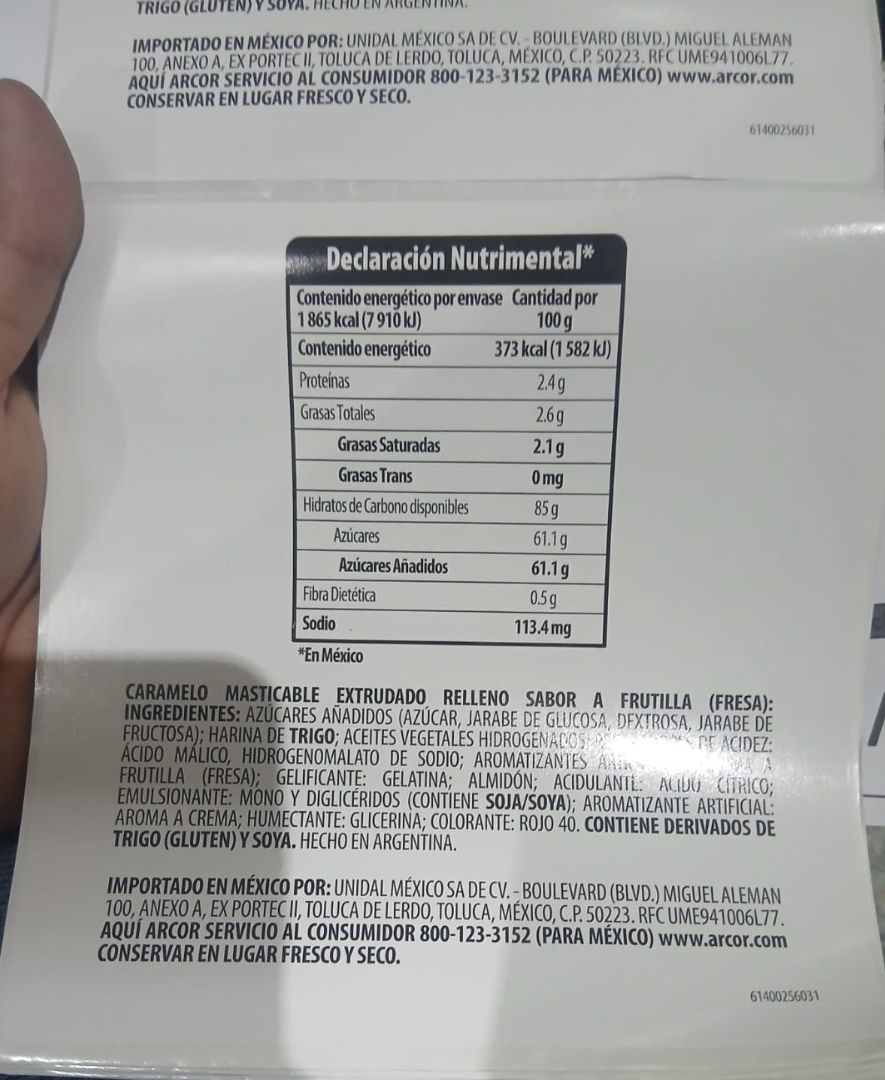 TRIGO (GLUTEN) Y SOYA. HECHO EN ARGENTINA.
IMPORTADO EN MÉXICO POR: UNIDAL MÉXICO SA DE CV. - BOULEVARD (BLVD.) MIGUEL ALEMAN
100, ANEXO A, EX PORTEC II, TOLUCA DE LERDO, TOLUCA, MÉXICO, C.P. 50223. RFC UME941006L77.
AQUÍ ARCOR SERVICIO AL CONSUMIDOR 800-123-3152 (PARA MÉXICO) www.arcor.com
CONSERVAR EN LUGAR FRESCO Y SECO.
61400256031
Declaración Nutrimental*
Contenido energético por envase Cantidad por
1 865 kcal (7 910 kJ) 100 g
Contenido energético 373 kcal (1 582 kJ)
Proteínas 2.4 g
Grasas Totales 2.6 g
Grasas Saturadas 2.1 g
Grasas Trans 0 mg
Hidratos de Carbono disponibles 85 g
Azúcares 61.1 g
Azúcares Añadidos 61.1 g
Fibra Dietética 0.5 g
Sodio 113.4 mg
*En México
CARAMELO MASTICABLE EXTRUDADO RELLENO SABOR A FRUTILLA (FRESA):
INGREDIENTES: AZÚCARES AÑADIDOS (AZÚCAR, JARABE DE GLUCOSA, DEXTROSA, JARABE DE
FRUCTOSA); HARINA DE TRIGO; ACEITES VEGETALES HIDROGENADOS; DE ACIDEZ:
ÁCIDO MÁLICO, HIDROGENOMALATO DE SODIO; AROMATIZANTES A
FRUTILLA (FRESA); GELIFICANTE: GELATINA; ALMIDÓN; ACIDULANTE: ÁCIDO CÍTRICO;
EMULSIONANTE: MONO Y DIGLICÉRIDOS (CONTIENE SOJA/SOYA); AROMATIZANTE ARTIFICIAL:
AROMA A CREMA; HUMECTANTE: GLICERINA; COLORANTE: ROJO 40. CONTIENE DERIVADOS DE
TRIGO (GLUTEN) Y SOYA. HECHO EN ARGENTINA.
IMPORTADO EN MÉXICO POR: UNIDAL MÉXICO SA DE CV. - BOULEVARD (BLVD.) MIGUEL ALEMAN
100, ANEXO A, EX PORTEC II, TOLUCA DE LERDO, TOLUCA, MÉXICO, C.P. 50223. RFC UME941006L77.
AQUÍ ARCOR SERVICIO AL CONSUMIDOR 800-123-3152 (PARA MÉXICO) www.arcor.com
CONSERVAR EN LUGAR FRESCO Y SECO.
61400256031